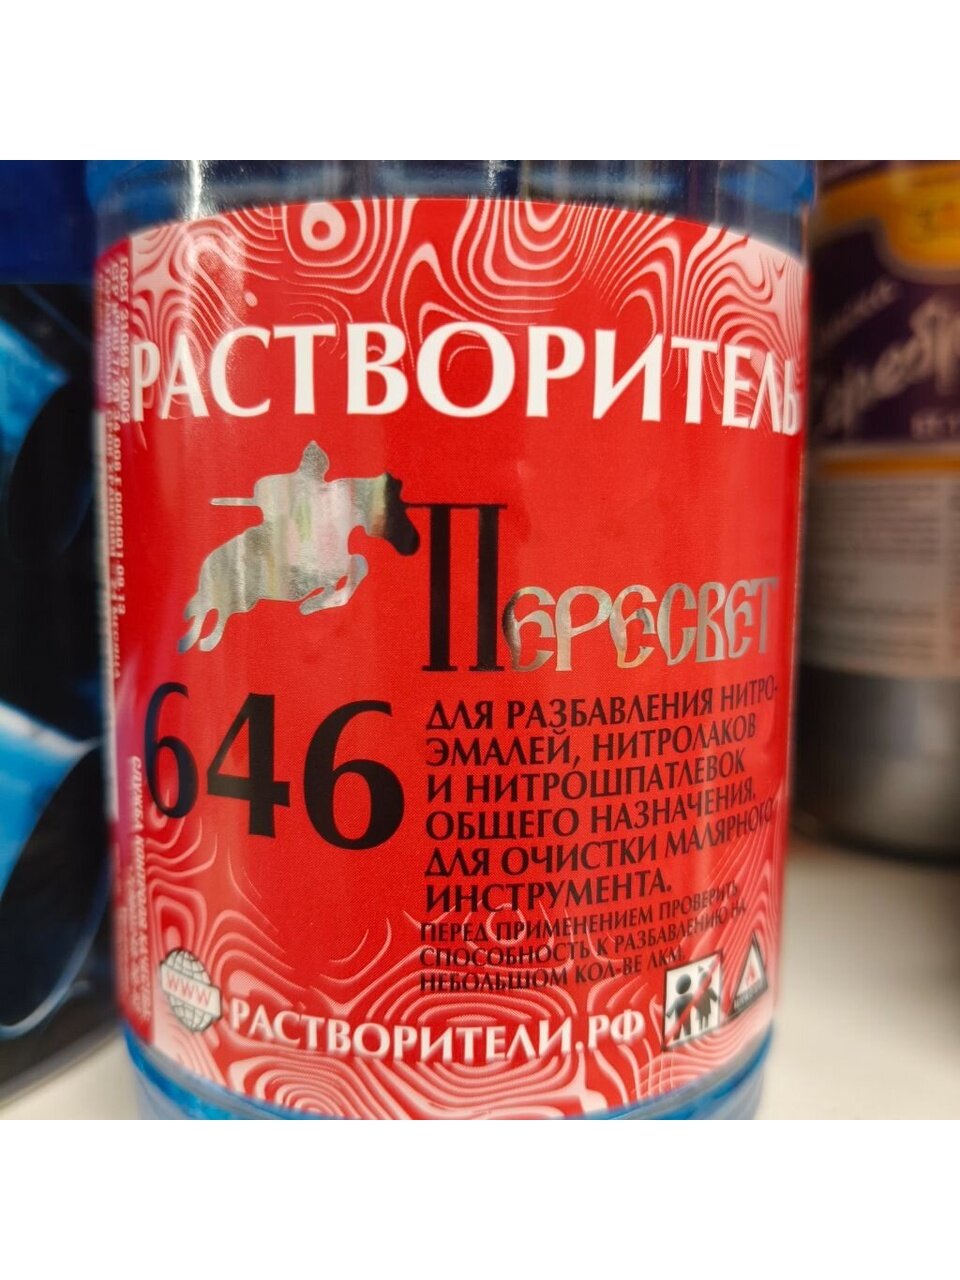 РАСТВОРИТЕЛЬ
ПЕРЕСВЕТ
646
ДЛЯ РАЗБАВЛЕНИЯ НИТРО-
ЭМАЛЕЙ, НИТРОЛАКОВ
И НИТРОШПАТЛЕВОК
ОБЩЕГО НАЗНАЧЕНИЯ.
ДЛЯ ОЧИСТКИ МАЛЯРНОГО
ИНСТРУМЕНТА.
ПЕРЕД ПРИМЕНЕНИЕМ ПРОВЕРИТЬ
СПОСОБНОСТЬ К РАЗБАВЛЕНИЮ НА
НЕБОЛЬШОМ КОЛ-ВЕ ЛКМ.
WWW
РАСТВОРИТЕЛИ.РФ